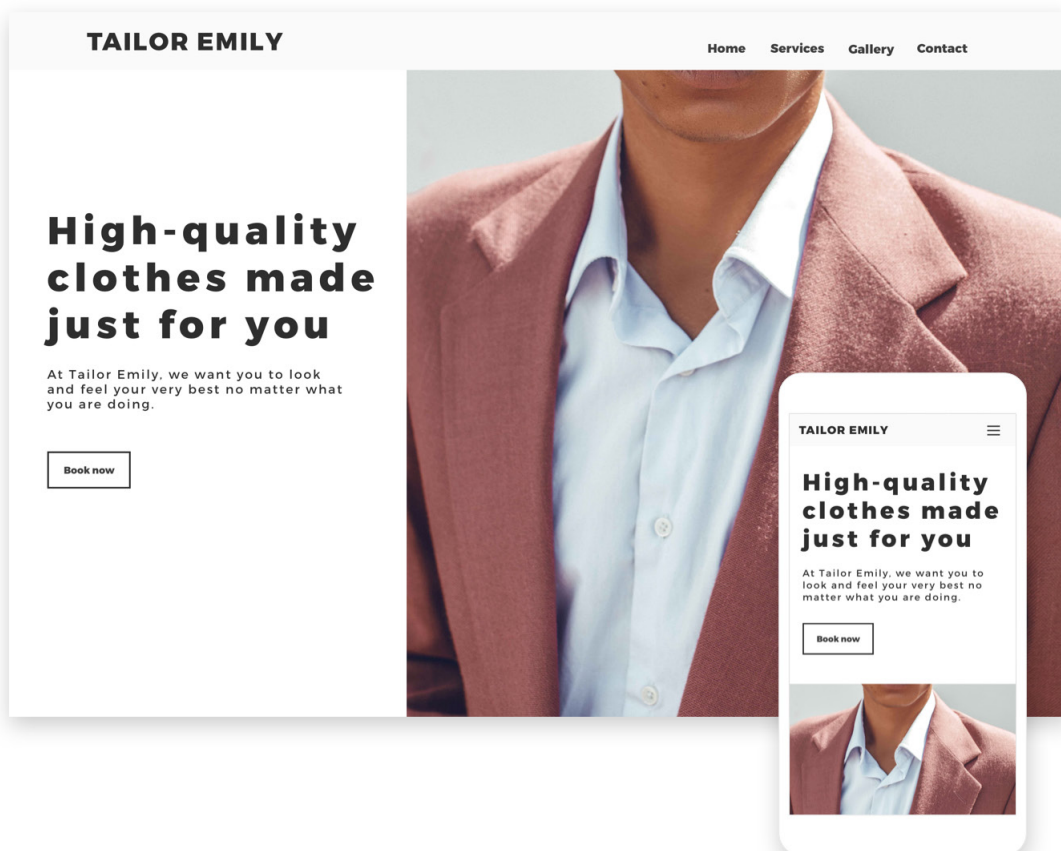 TAILOR EMILY
Home Services Gallery Contact
High-quality
clothes made
just for you
At Tailor Emily, we want you to look
and feel your very best no matter what
you are doing.
Book now
TAILOR EMILY
High-quality
clothes made
just for you
At Tailor Emily, we want you to
look and feel your very best no
matter what you are doing.
Book now